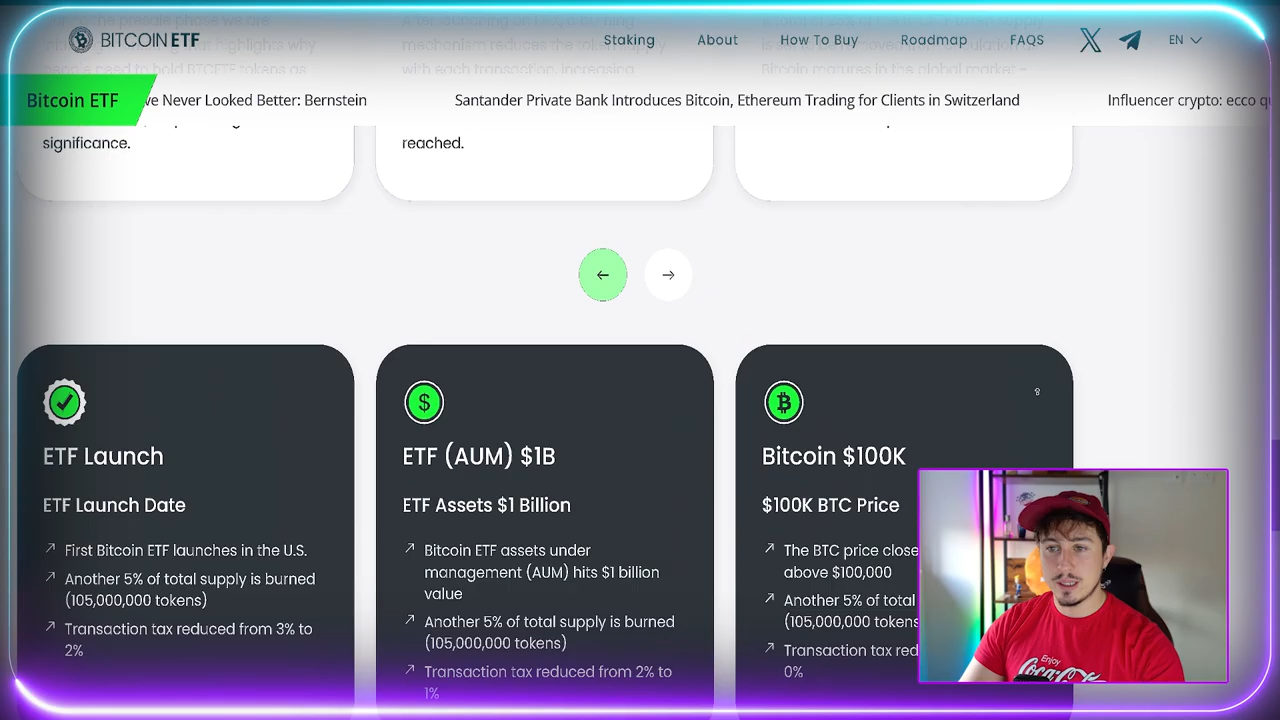 BITCOIN ETF
Staking
About
How To Buy
Roadmap
FAQS
EN
Bitcoin ETF
ve Never Looked Better: Bernstein
Santander Private Bank Introduces Bitcoin, Ethereum Trading for Clients in Switzerland
Influencer crypto: ecco q
significance.
reached.
ETF Launch
ETF Launch Date
First Bitcoin ETF launches in the U.S.
Another 5% of total supply is burned
(105,000,000 tokens)
Transaction tax reduced from 3% to
2%
ETF (AUM) $1B
ETF Assets $1 Billion
Bitcoin ETF assets under
management (AUM) hits $1 billion
value
Another 5% of total supply is burned
(105,000,000 tokens)
Transaction tax reduced from 2% to
1%
Bitcoin $100K
$100K BTC Price
The BTC price close
above $100,000
Another 5% of total
(105,000,000 tokens
Transaction tax red
0%
Enjoy
Coca-C